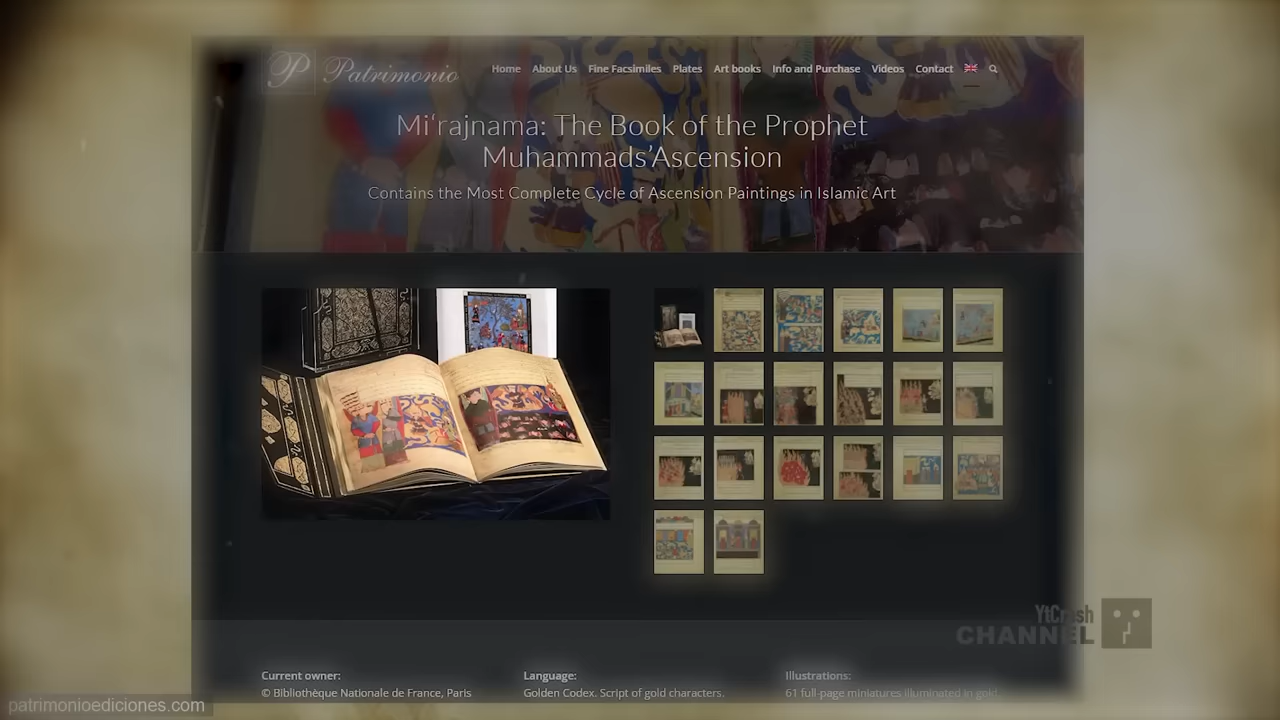 P Patrimonio
Home About Us Fine Facsimiles Plates Art books Info and Purchase Videos Contact
Mi‘rajnama: The Book of the Prophet
Muhammads’Ascension
Contains the Most Complete Cycle of Ascension Paintings in Islamic Art
YtCrash
CHANNEL
Current owner:
© Bibliothèque Nationale de France, Paris
Language:
Golden Codex. Script of gold characters.
Illustrations:
61 full-page miniatures illuminated in gold.
patrimonioediciones.com